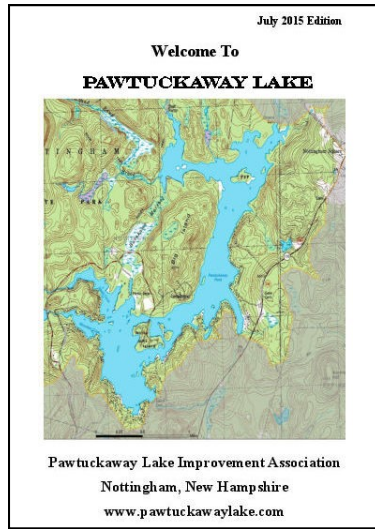 July 2015 Edition
Welcome To
PAWTUCKAWAY LAKE
Pawtuckaway Lake Improvement Association
Nottingham, New Hampshire
www.pawtuckawaylake.com